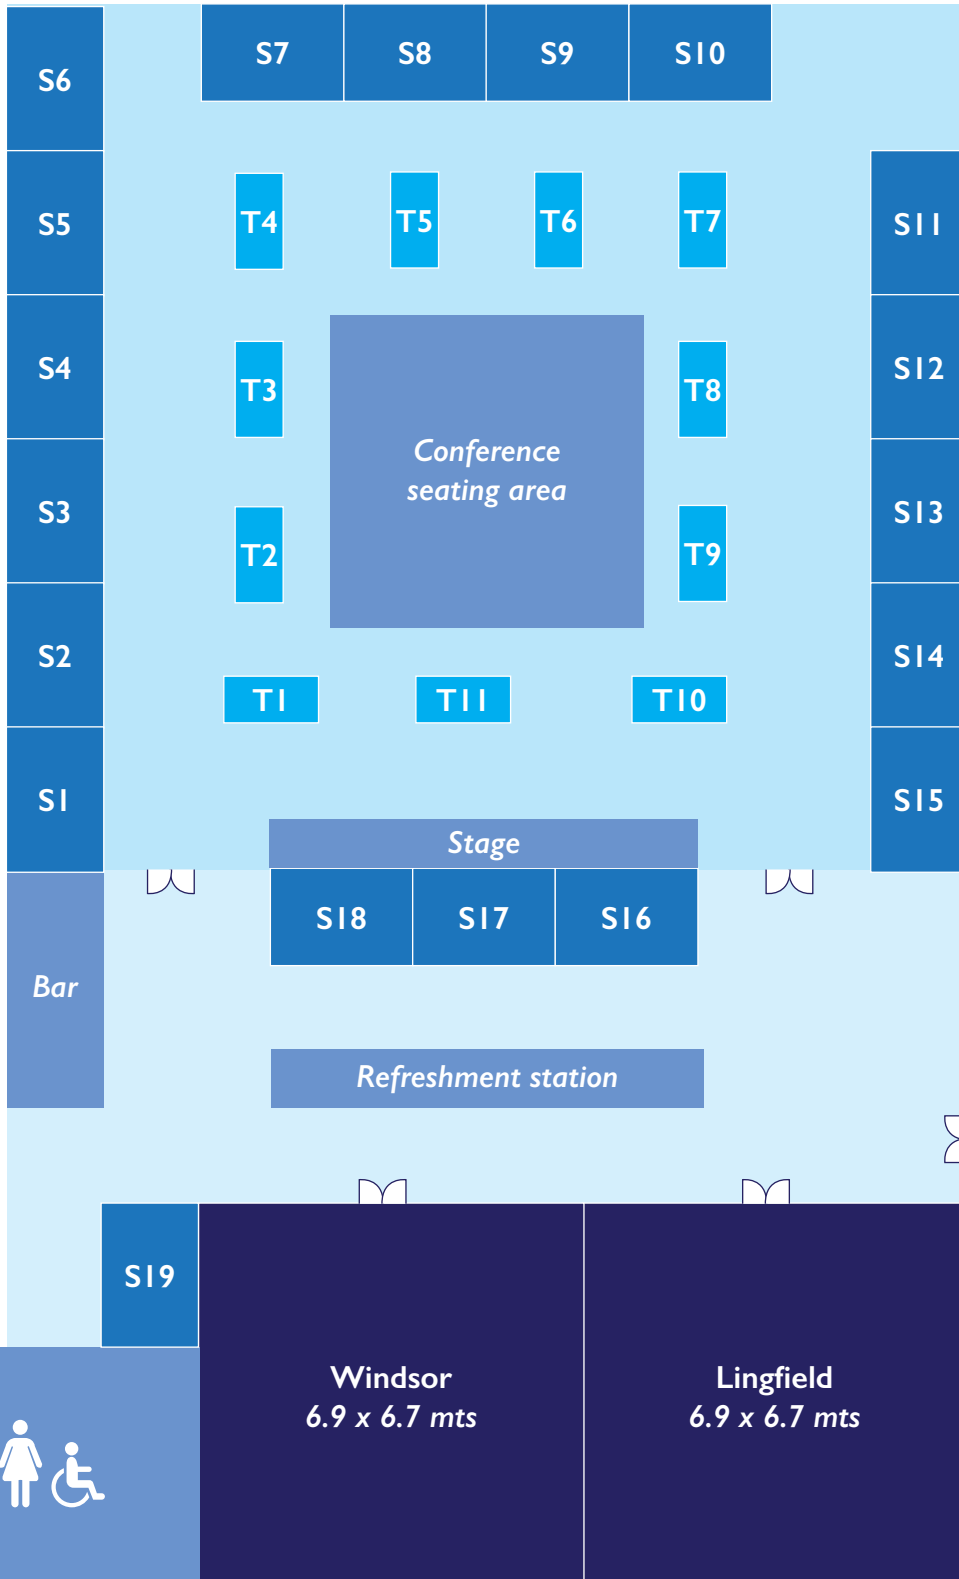 S7 S8 S9 S10
S6
S5 T4 T5 T6 T7 S11
S4 T3 T8 S12
Conference
seating area
S3 T2 T9 S13
S2 T1 T11 T10 S14
S1 S15
Stage
S18 S17 S16
Bar
Refreshment station
S19
Windsor
6.9 x 6.7 mts
Lingfield
6.9 x 6.7 mts